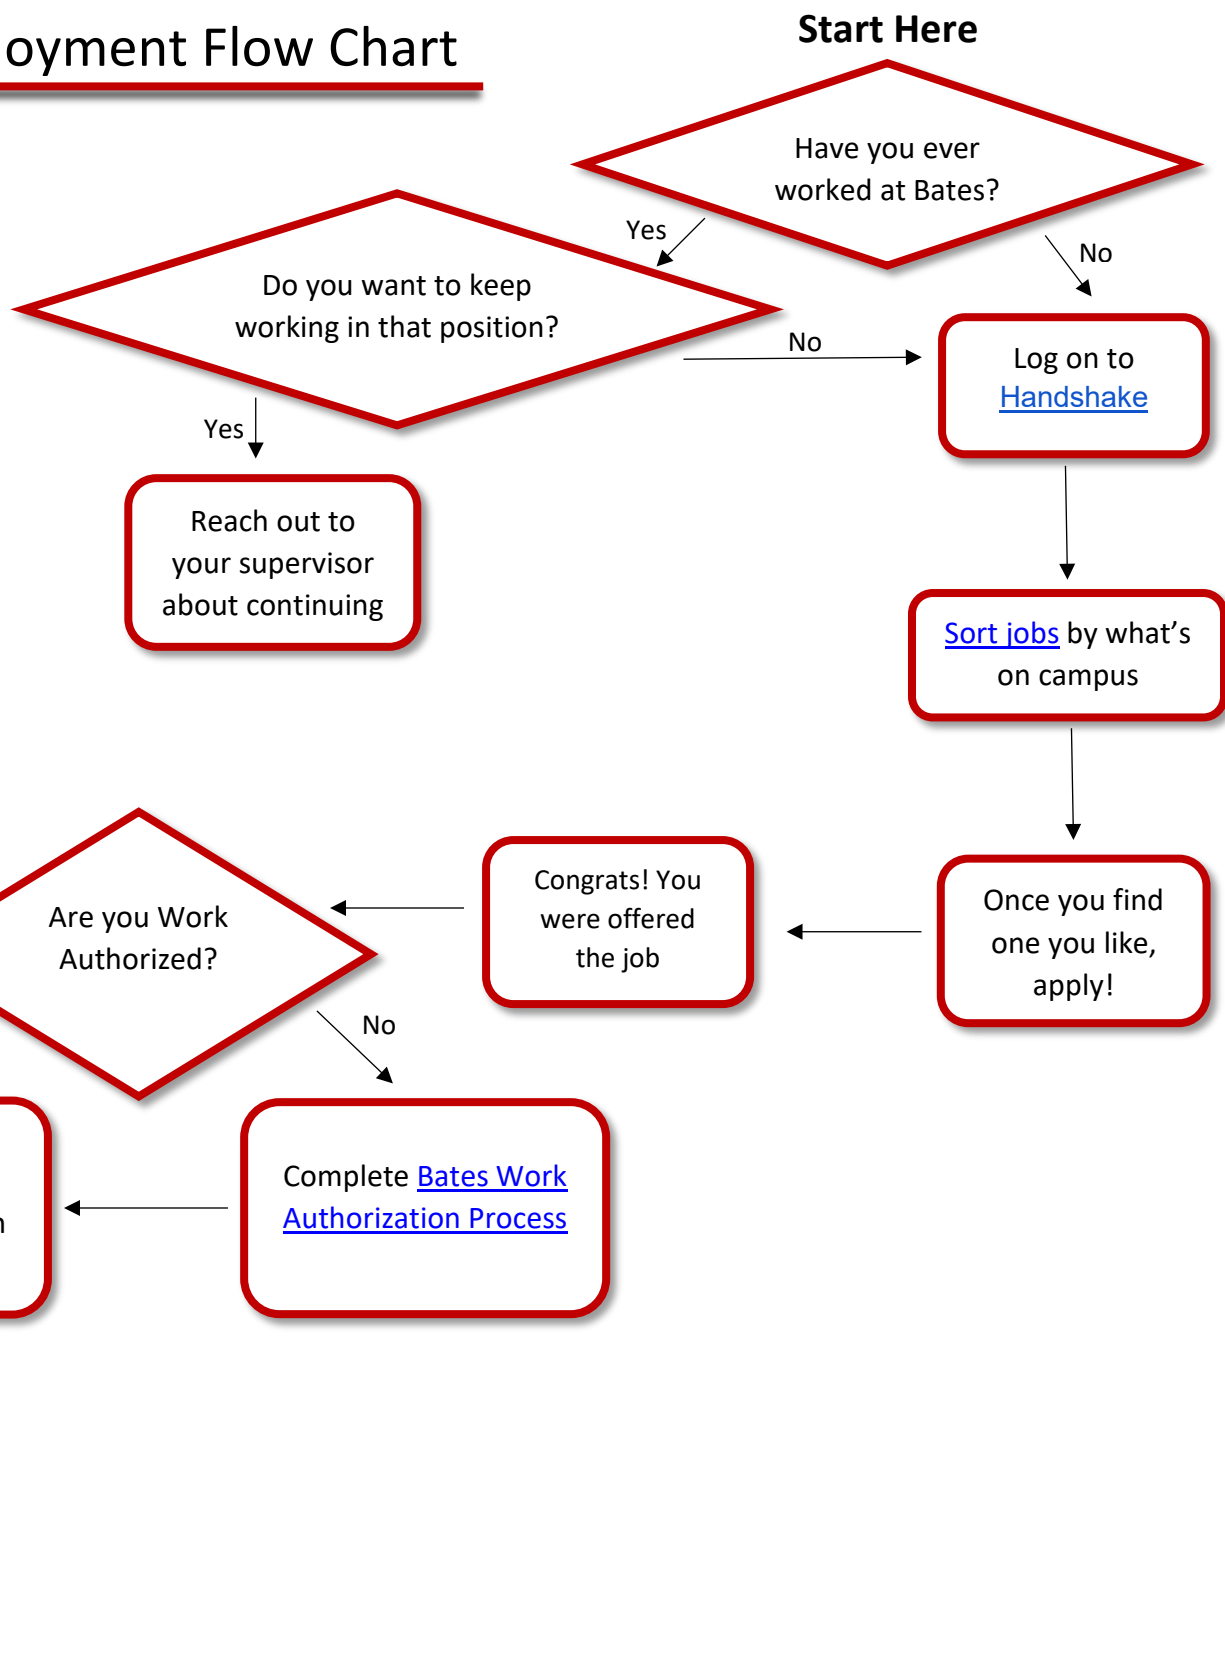 oyment Flow Chart
Start Here
Have you ever
worked at Bates?
Yes
No
Do you want to keep
working in that position?
No
Log on to
Handshake
Yes
Reach out to
your supervisor
about continuing
Sort jobs by what's
on campus
Once you find
one you like,
apply!
Congrats! You
were offered
the job
Are you Work
Authorized?
No
Complete Bates Work
Authorization Process